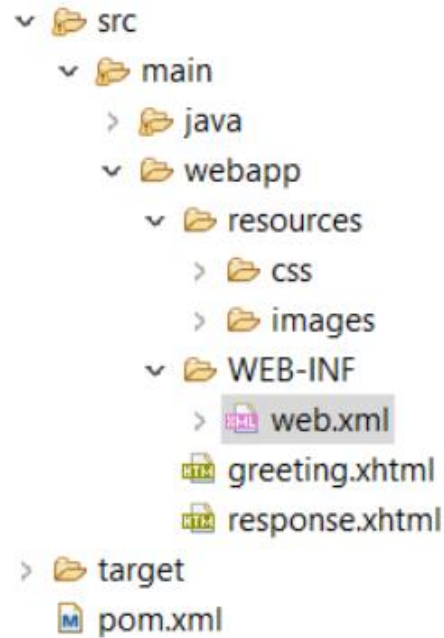 src
main
java
webapp
resources
css
images
WEB-INF
web.xml
greeting.xhtml
response.xhtml
target
pom.xml